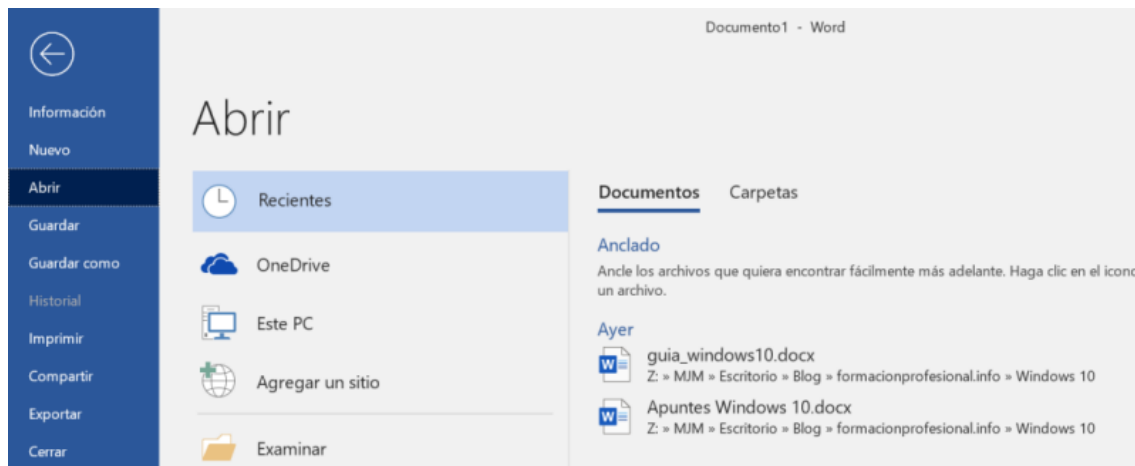 Documento1 - Word
Información
Nuevo
Abrir
Guardar
Guardar como
Historial
Imprimir
Compartir
Exportar
Cerrar
Abrir
Recientes
OneDrive
Este PC
Agregar un sitio
Examinar
Documentos Carpetas
Anclado
Ancle los archivos que quiera encontrar fácilmente más adelante. Haga clic en el icono
un archivo.
Ayer
guia_windows10.docx
Z: » MJM » Escritorio » Blog » formacionprofesional.info » Windows 10
Apuntes Windows 10.docx
Z: » MJM » Escritorio » Blog » formacionprofesional.info » Windows 10